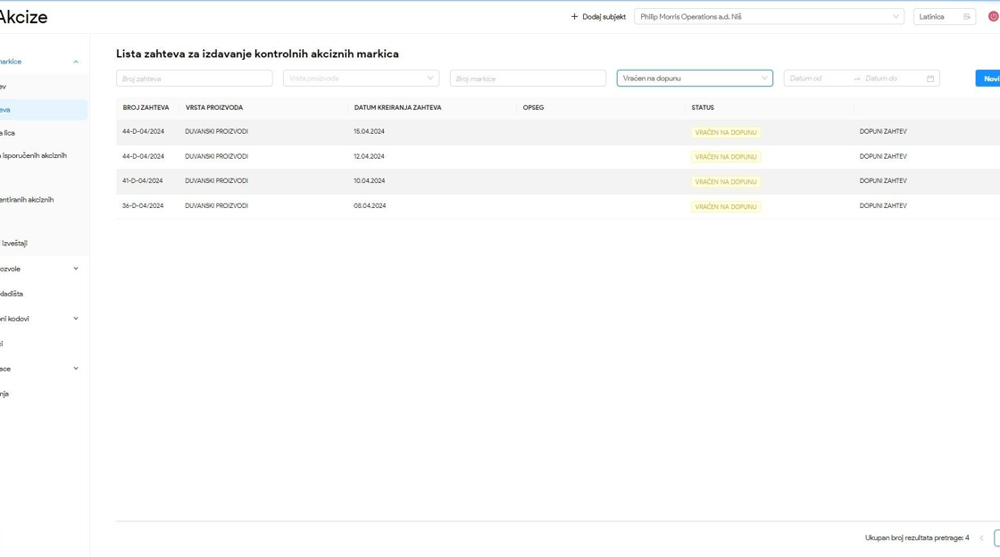 Akcize
+ Dodaj subjekt
Philip Morris Operations a.d. Niš
Latinica
markice
ev
eva
a lica
isporučenih akciznih
entiranih akciznih
izveštaji
ozvole
kladišta
ni kodovi
ci
ace
nja
Lista zahteva za izdavanje kontrolnih akciznih markica
Broj zahteva
Vrsta proizvoda
Broj markice
Vraćen na dopunu
Datum od
Datum do
Novi
BROJ ZAHTEVA VRSTA PROIZVODA DATUM KREIRANJA ZAHTEVA OPSEG STATUS
44-D-04/2024 DUVANSKI PROIZVODI 15.04.2024 VRAĆEN NA DOPUNU DOPUNI ZAHTEV
44-D-04/2024 DUVANSKI PROIZVODI 12.04.2024 VRAĆEN NA DOPUNU DOPUNI ZAHTEV
41-D-04/2024 DUVANSKI PROIZVODI 10.04.2024 VRAĆEN NA DOPUNU DOPUNI ZAHTEV
36-D-04/2024 DUVANSKI PROIZVODI 08.04.2024 VRAĆEN NA DOPUNU DOPUNI ZAHTEV
Ukupan broj rezultata pretrage: 4